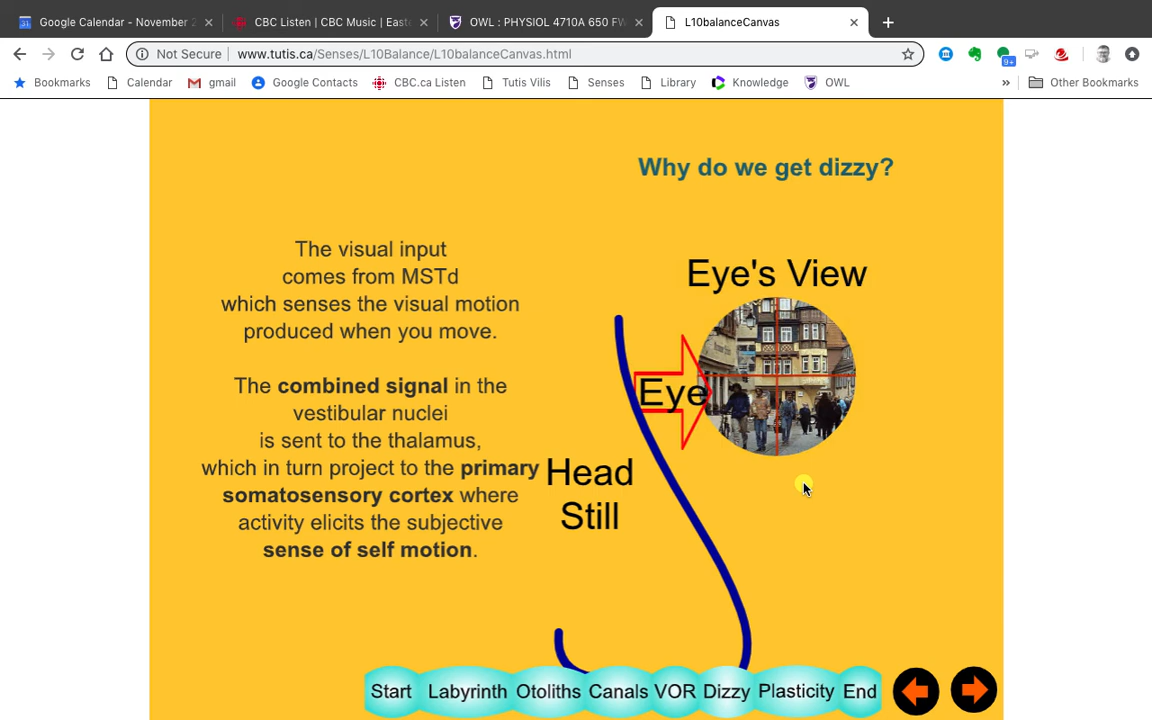 Google Calendar - November 2
CBC Listen | CBC Music | Easte
OWL : PHYSIOL 4710A 650 FW
L10balanceCanvas
Not Secure
www.tutis.ca/Senses/L10Balance/L10balanceCanvas.html
9+
Bookmarks
Calendar
gmail
Google Contacts
CBC.ca Listen
Tutis Vilis
Senses
Library
Knowledge
OWL
»
Other Bookmarks
Why do we get dizzy?
The visual input
comes from MSTd
which senses the visual motion
produced when you move.
The combined signal in the
vestibular nuclei
is sent to the thalamus,
which in turn project to the primary
somatosensory cortex where
activity elicits the subjective
sense of self motion.
Eye's View
Eye
Head
Still
Start
Labyrinth
Otoliths
Canals
VOR
Dizzy
Plasticity
End